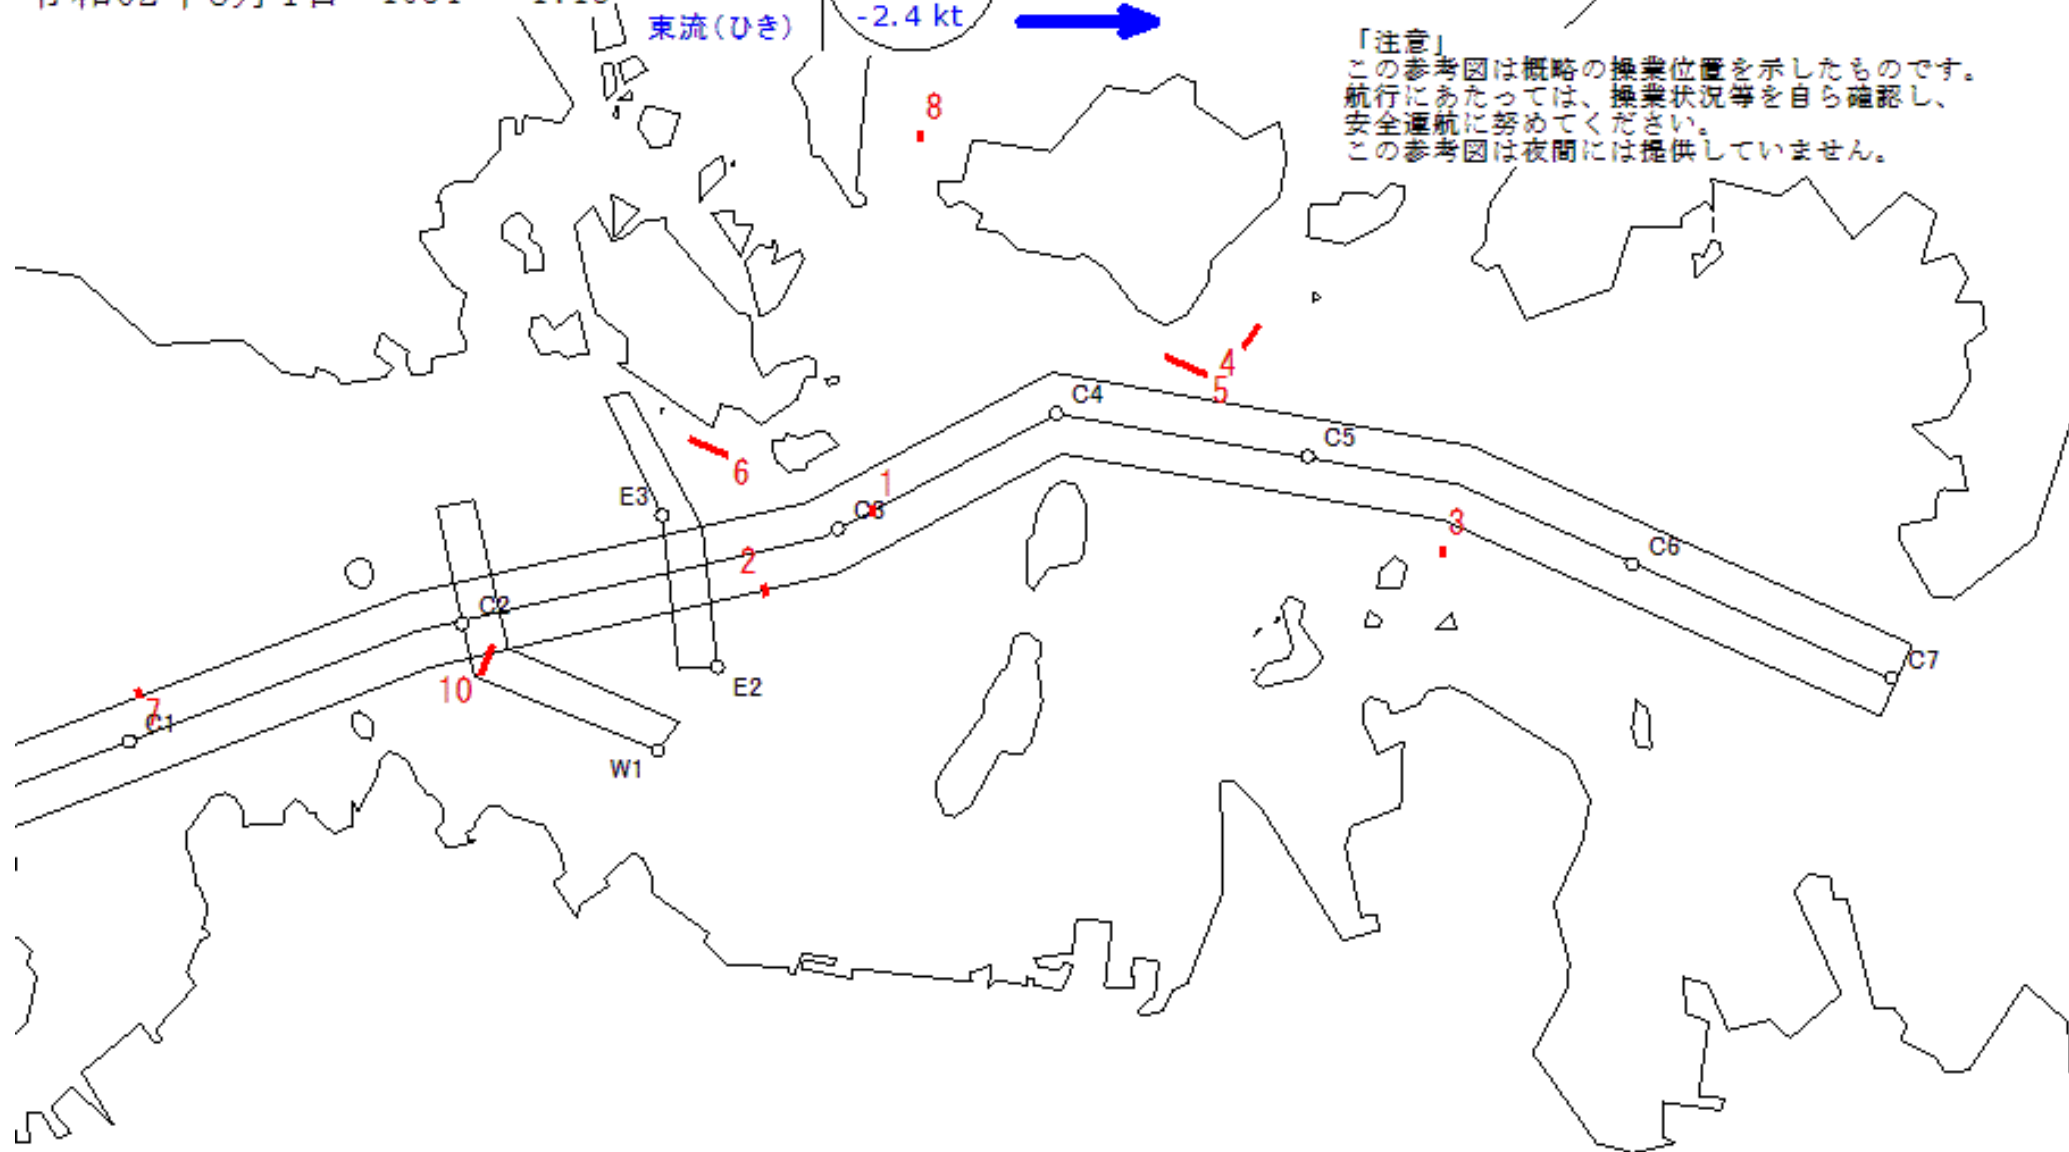 東流(ひき)
-2.4 kt
「注意」
この参考図は概略の操業位置を示したものです。
航行にあたっては、操業状況等を自ら確認し、
安全運航に努めてください。
この参考図は夜間には提供していません。
8
4
5
C4
C5
6
1
E3
C3
3
2
C6
C2
10
E2
C7
7
C1
W1